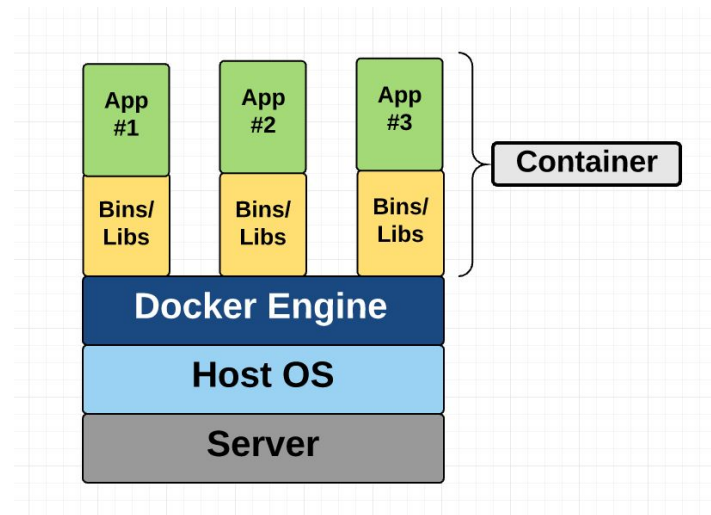 App
#1
App
#2
App
#3
Container
Bins/
Libs
Bins/
Libs
Bins/
Libs
Docker Engine
Host OS
Server